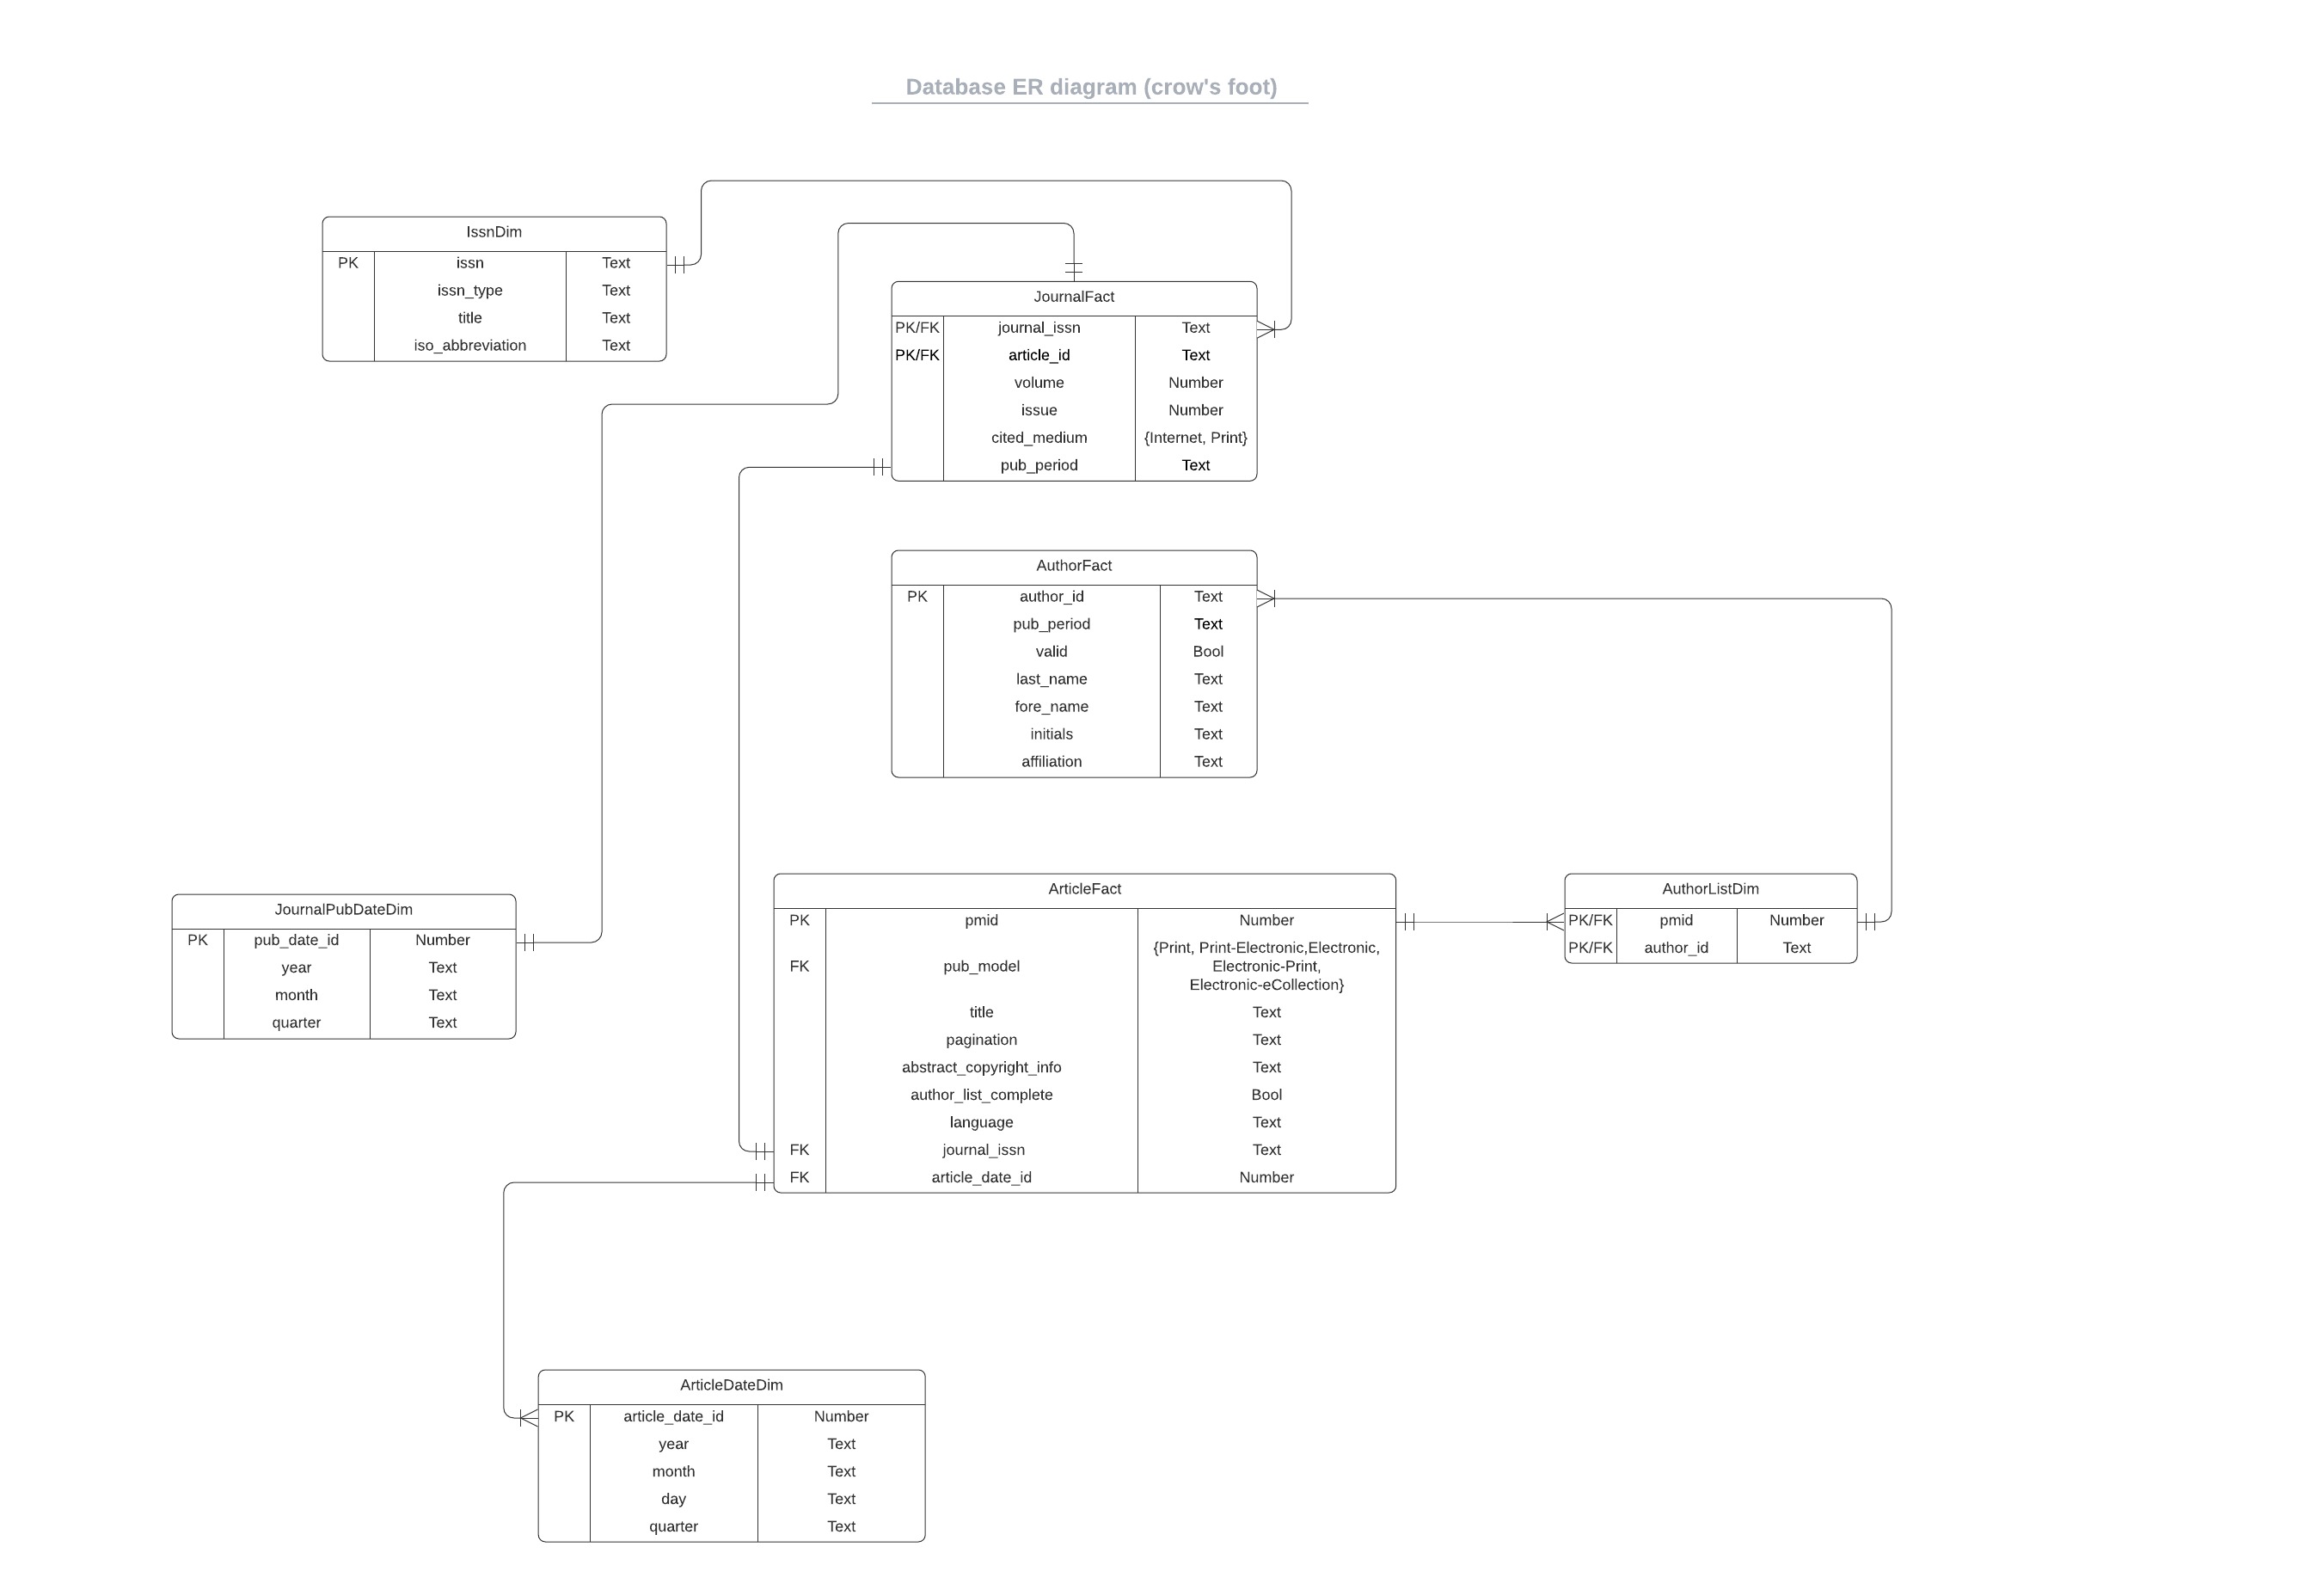 Database ER diagram (crow's foot)
IssnDim
PK issn Text
issn_type Text
title Text
iso_abbreviation Text
JournalFact
PK/FK journal_issn Text
PK/FK article_id Text
volume Number
issue Number
cited_medium {Internet, Print}
pub_period Text
AuthorFact
PK author_id Text
pub_period Text
valid Bool
last_name Text
fore_name Text
initials Text
affiliation Text
JournalPubDateDim
PK pub_date_id Number
year Text
month Text
quarter Text
ArticleFact
PK pmid Number
{Print, Print-Electronic,Electronic,
FK pub_model Electronic-Print,
Electronic-eCollection}
title Text
pagination Text
abstract_copyright_info Text
author_list_complete Bool
language Text
FK journal_issn Text
FK article_date_id Number
AuthorListDim
PK/FK pmid Number
PK/FK author_id Text
ArticleDateDim
PK article_date_id Number
year Text
month Text
day Text
quarter Text